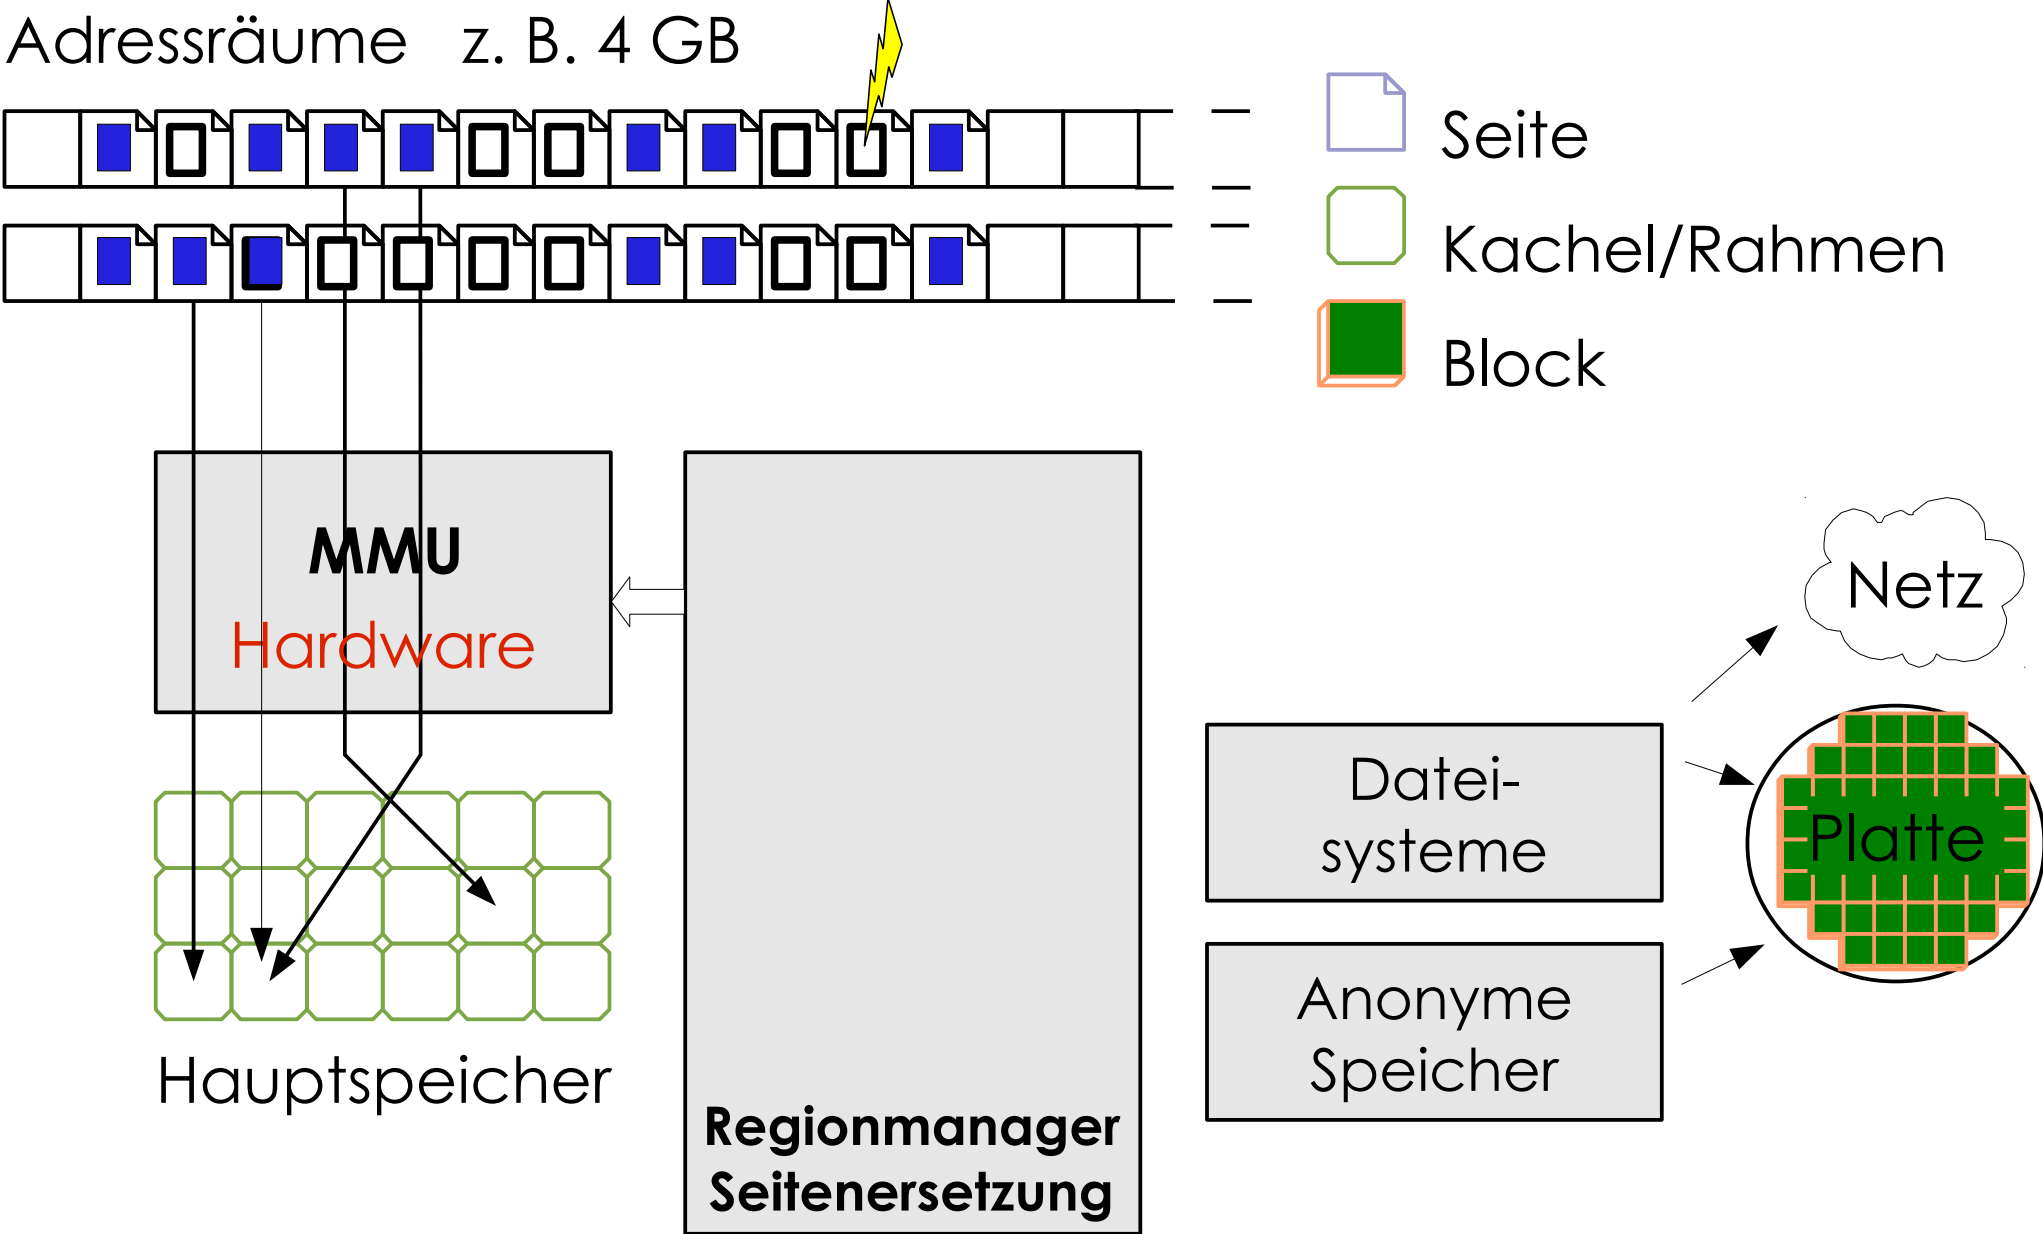 Adressräume z. B. 4 GB
Seite
Kachel/Rahmen
Block
MMU
Hardware
Netz
Datei-
systeme
Platte
Anonyme
Speicher
Hauptspeicher
Regionmanager
Seitenersetzung